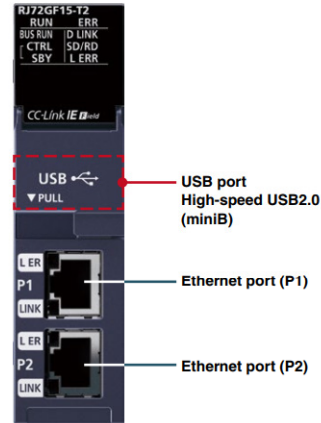 RJ72GF15-T2
RUN ERR
BUS RUN D LINK
CTRL SD/RD
SBY L ERR
CC-Link IE Field
USB
▼PULL
USB port
High-speed USB2.0
(miniB)
L ER
P1
LINK
Ethernet port (P1)
L ER
P2
LINK
Ethernet port (P2)